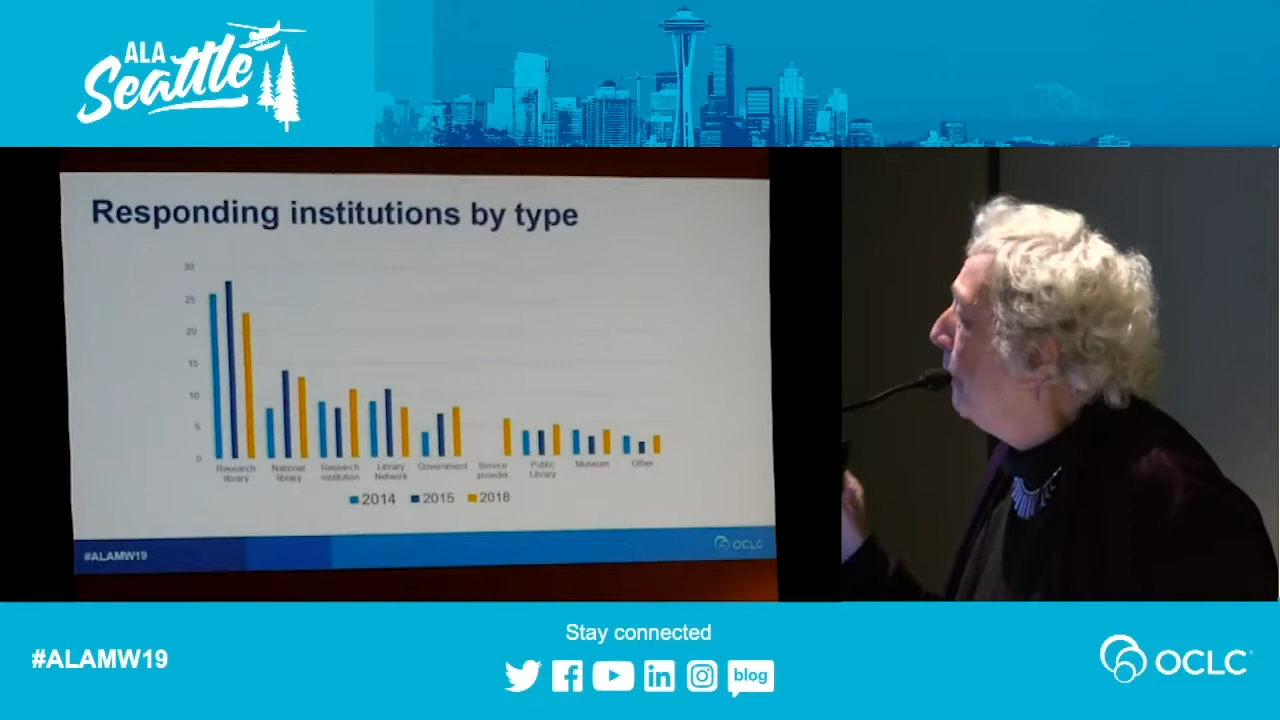 ALA
Seattle
Responding institutions by type
30
25
20
15
10
5
0
Research library
National library
Research institution
Library Network
Government
Service provider
Public Library
Museum
Other
2014
2015
2018
#ALAMW19
OCLC
Stay connected
#ALAMW19
blog
OCLC